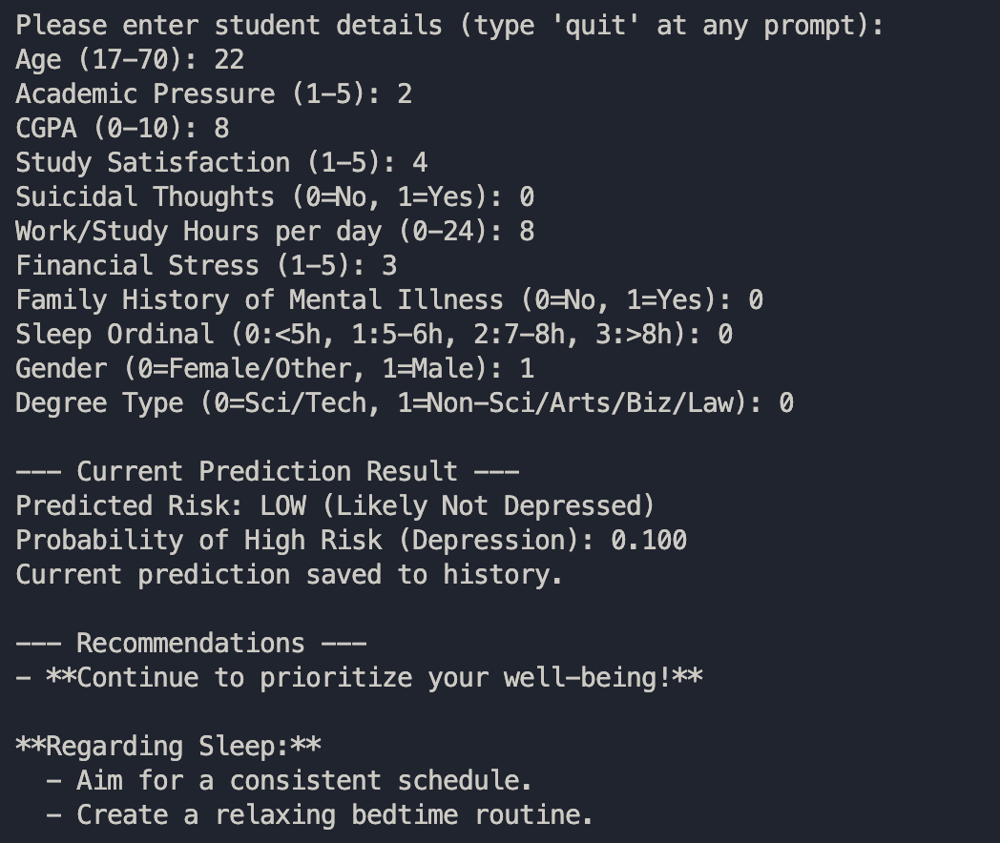 Please enter student details (type 'quit' at any prompt):
Age (17-70): 22
Academic Pressure (1-5): 2
CGPA (0-10): 8
Study Satisfaction (1-5): 4
Suicidal Thoughts (0=No, 1=Yes): 0
Work/Study Hours per day (0-24): 8
Financial Stress (1-5): 3
Family History of Mental Illness (0=No, 1=Yes): 0
Sleep Ordinal (0:<5h, 1:5-6h, 2:7-8h, 3:>8h): 0
Gender (0=Female/Other, 1=Male): 1
Degree Type (0=Sci/Tech, 1=Non-Sci/Arts/Biz/Law): 0
--- Current Prediction Result ---
Predicted Risk: LOW (Likely Not Depressed)
Probability of High Risk (Depression): 0.100
Current prediction saved to history.
--- Recommendations ---
- **Continue to prioritize your well-being!**
**Regarding Sleep:**
- Aim for a consistent schedule.
- Create a relaxing bedtime routine.